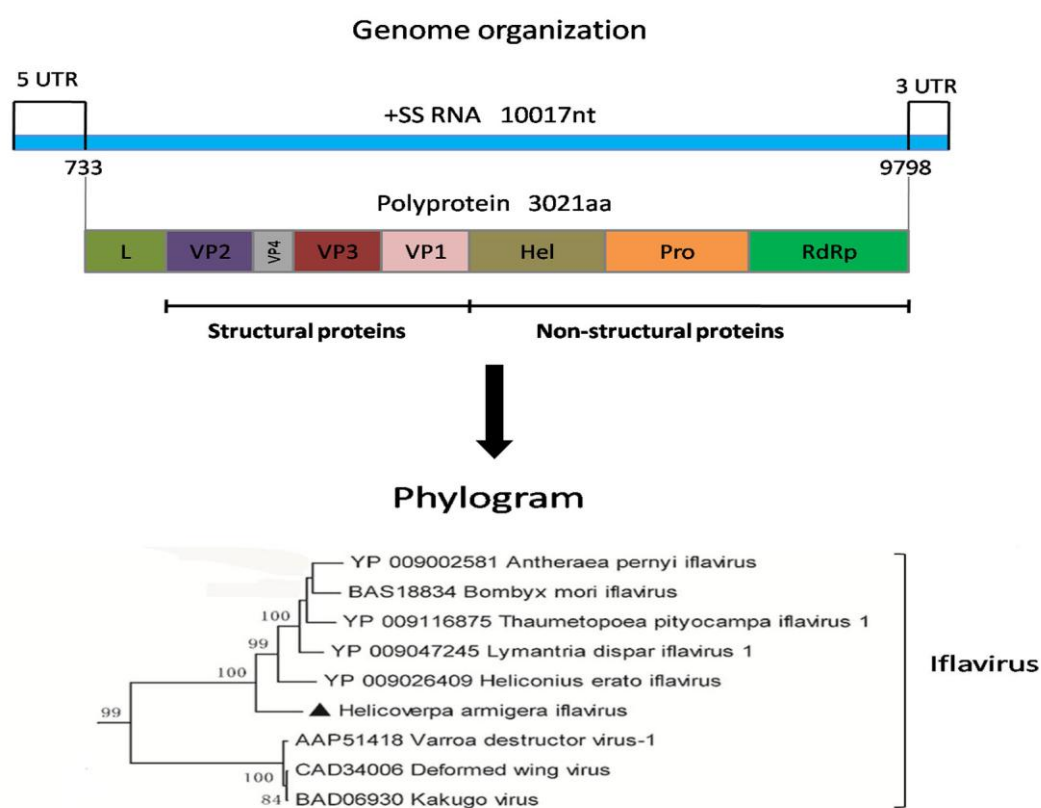 Genome organization
5 UTR
3 UTR
+SS RNA 10017nt
733
9798
Polyprotein 3021aa
L VP2 VP4 VP3 VP1 Hel Pro RdRp
Structural proteins
Non-structural proteins
Phylogram
YP 009002581 Antheraea pernyi iflavirus
BAS18834 Bombyx mori iflavirus
100
YP 009116875 Thaumetopoea pityocampa iflavirus 1
99
YP 009047245 Lymantria dispar iflavirus 1
100
YP 009026409 Heliconius erato iflavirus
Iflavirus
99
Helicoverpa armigera iflavirus
AAP51418 Varroa destructor virus-1
100
CAD34006 Deformed wing virus
84
BAD06930 Kakugo virus